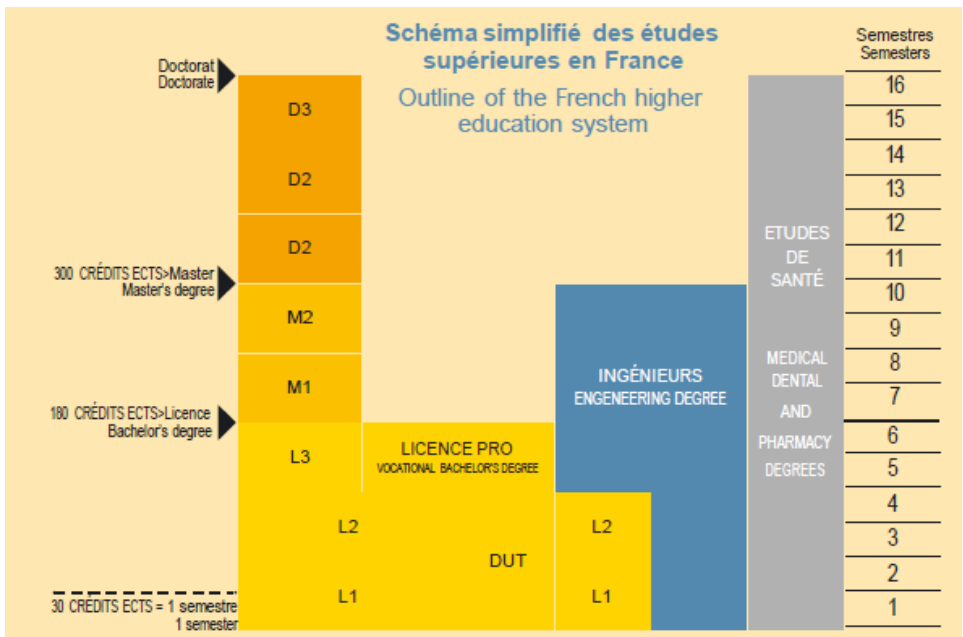 Schéma simplifié des études
supérieures en France
Outline of the French higher
education system
Semestres
Semesters
Doctorat
Doctorate
300 CRÉDITS ECTS>Master
Master's degree
180 CRÉDITS ECTS>Licence
Bachelor's degree
30 CRÉDITS ECTS = 1 semestre
1 semester
D3
D2
D2
M2
M1
L3
L2
L1
LICENCE PRO
VOCATIONAL BACHELOR'S DEGREE
DUT
L2
L1
INGÉNIEURS
ENGENEERING DEGREE
ETUDES
DE
SANTÉ
MEDICAL
DENTAL
AND
PHARMACY
DEGREES
16
15
14
13
12
11
10
9
8
7
6
5
4
3
2
1